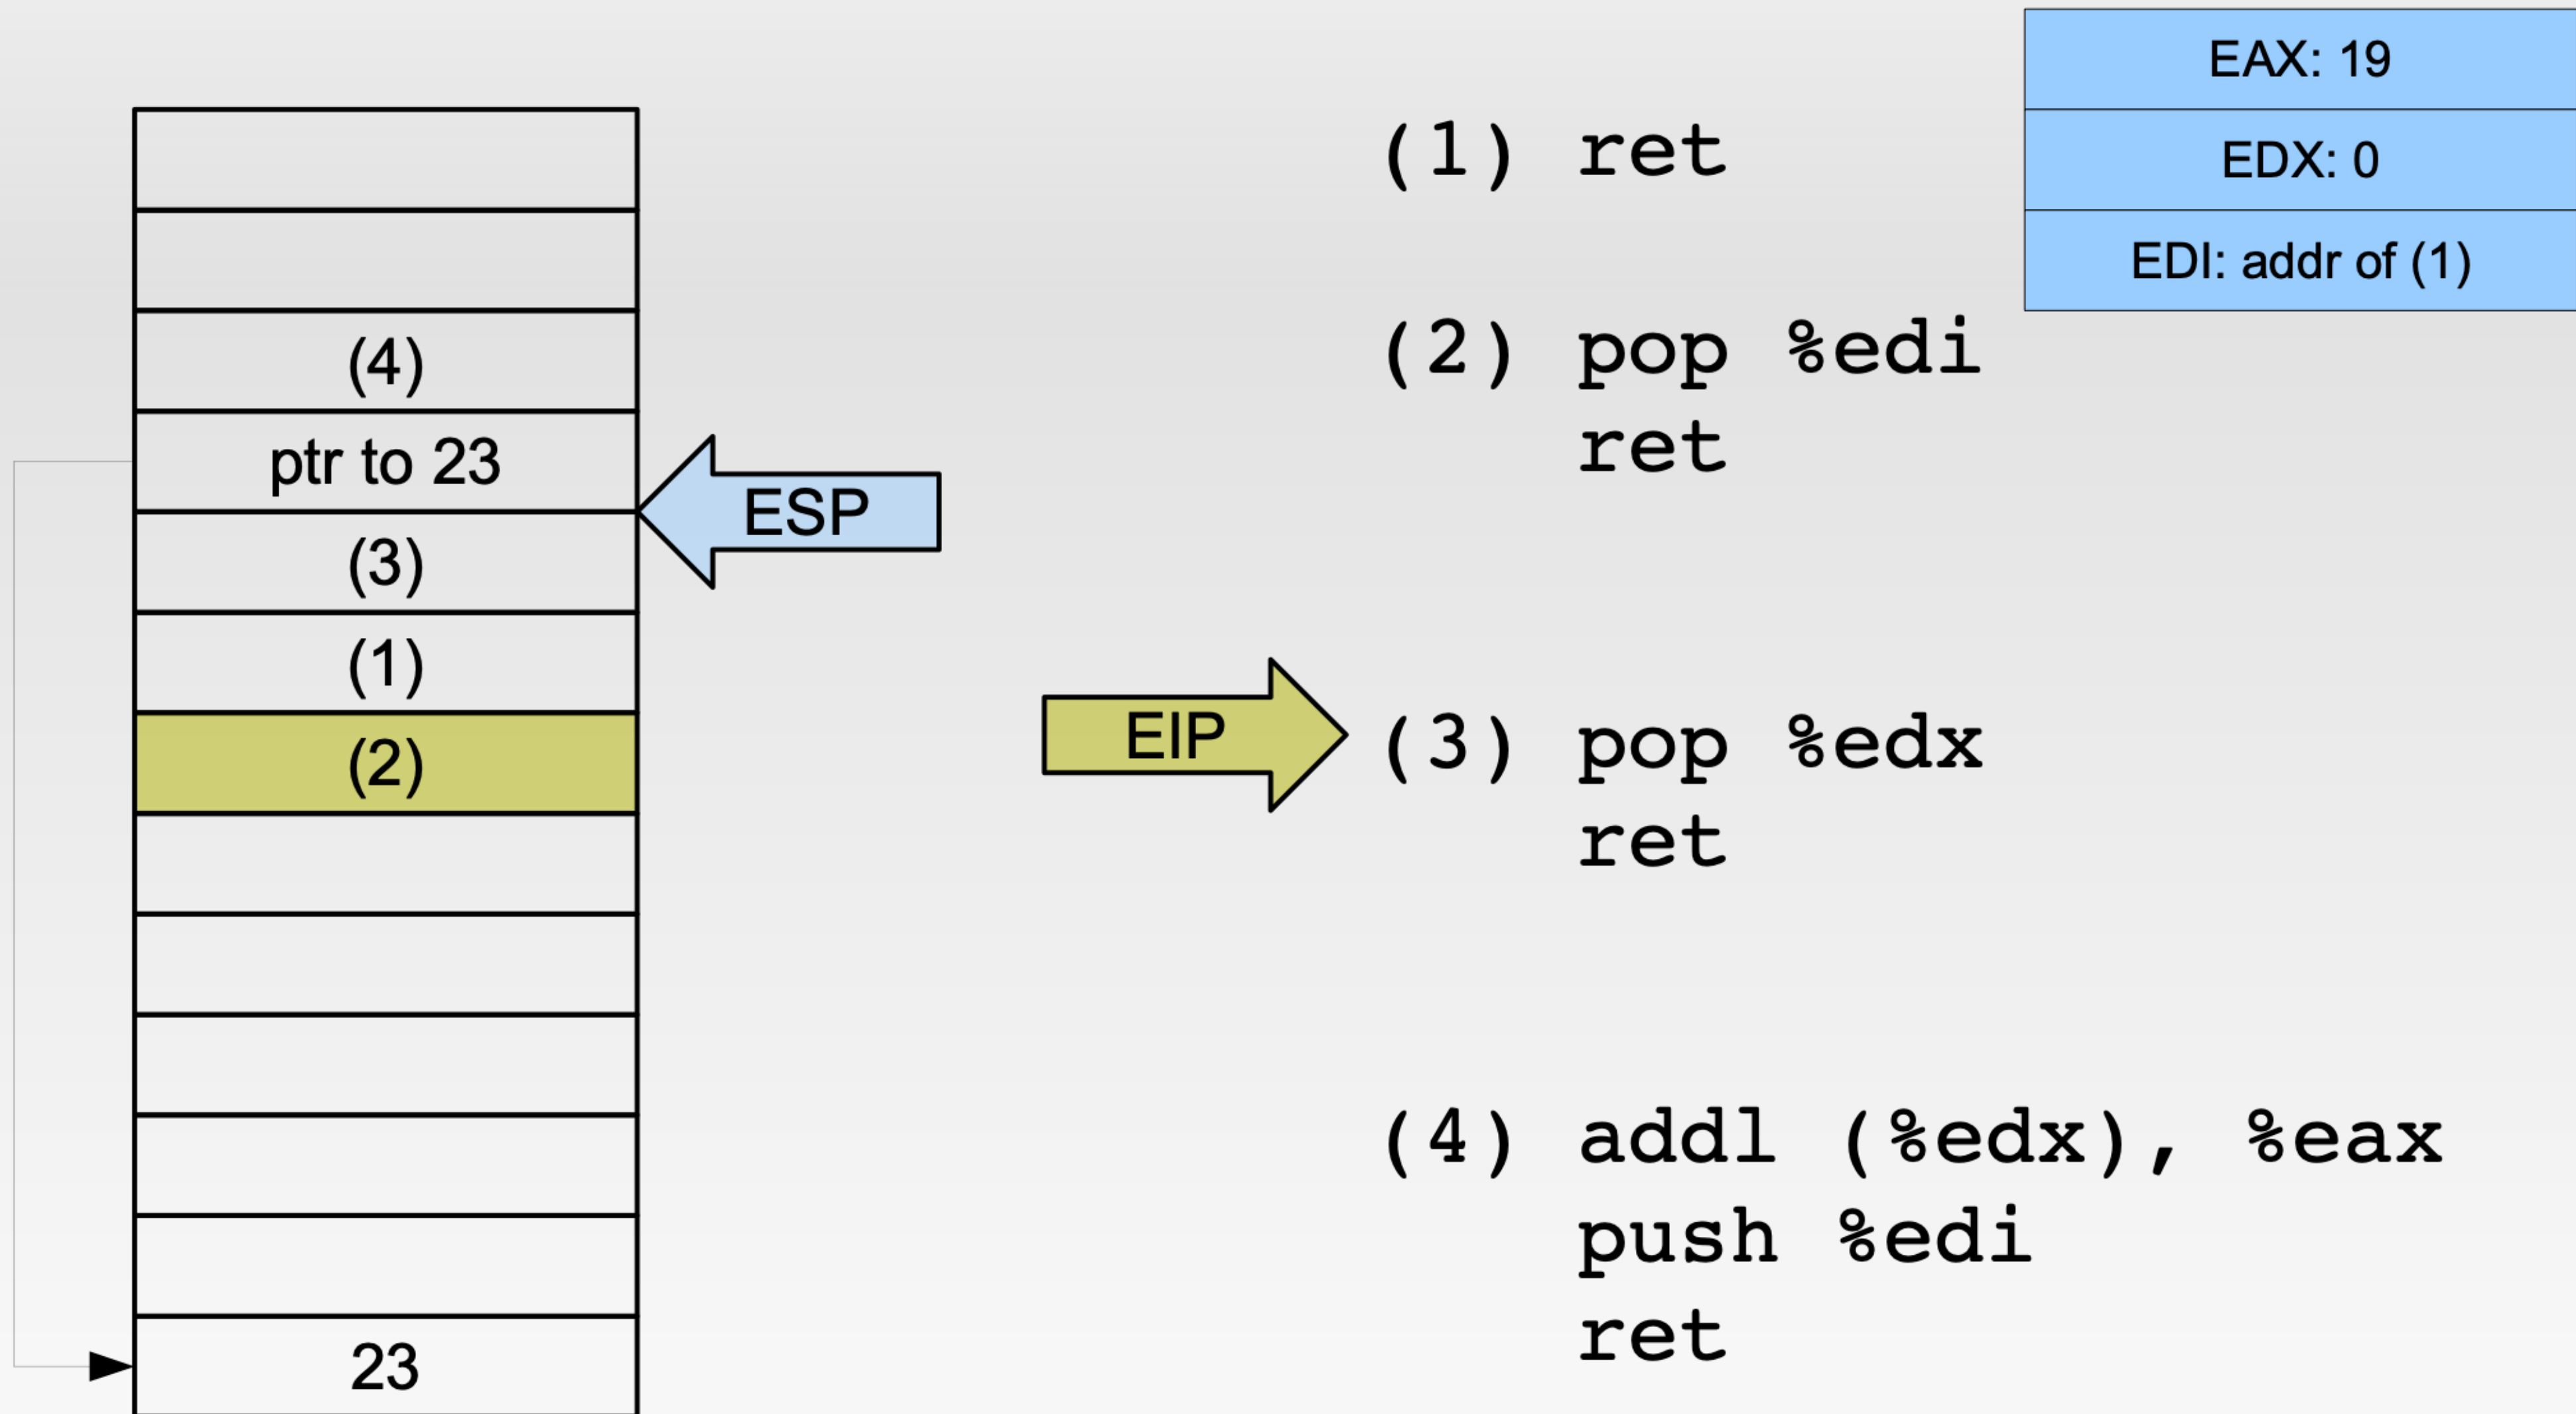 (4)
ptr to 23
(3)
(1)
(2)
23
ESP
EIP
(1) ret
(2) pop %edi
ret
(3) pop %edx
ret
(4) addl (%edx), %eax
push %edi
ret
EAX: 19
EDX: 0
EDI: addr of (1)